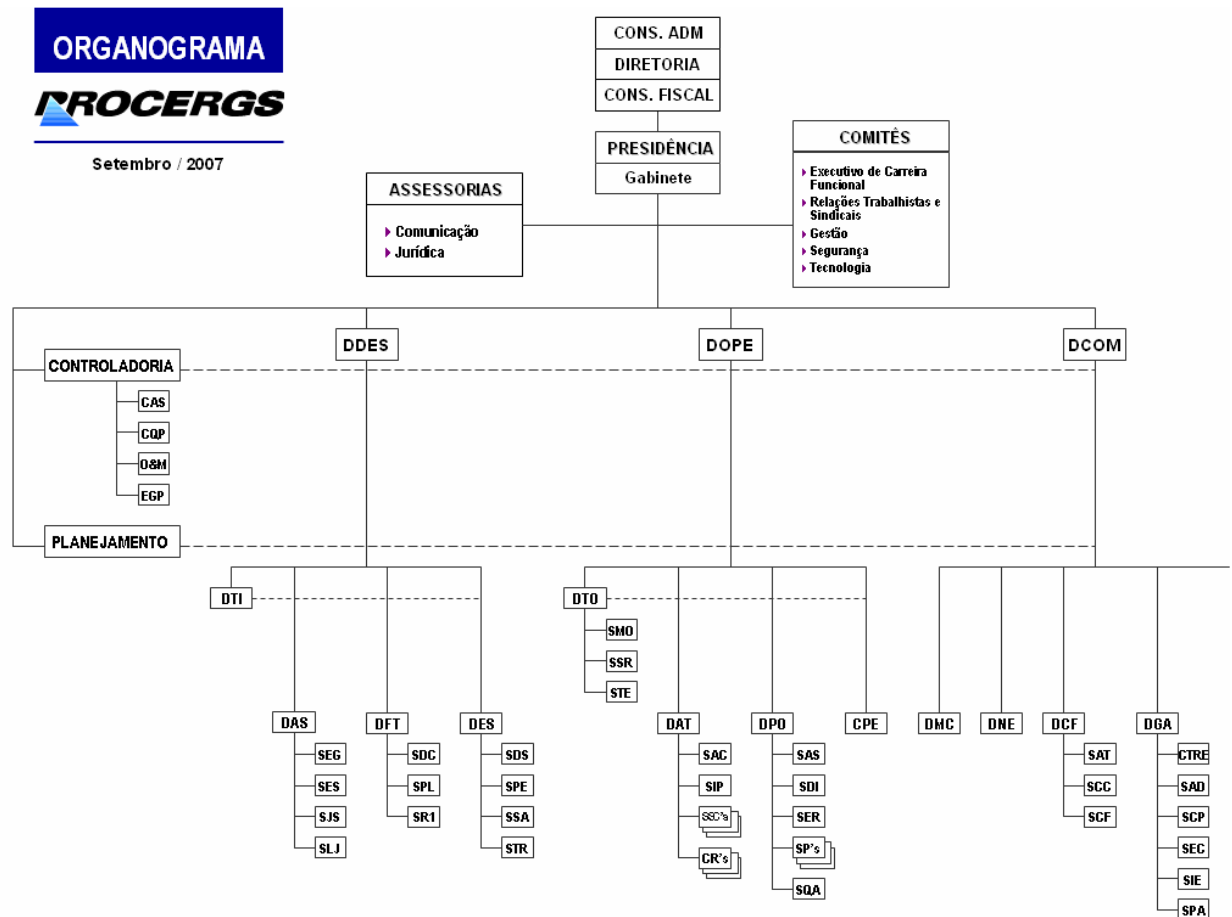 ORGANOGRAMA
PROCERGS
Setembro / 2007
CONS. ADM
DIRETORIA
CONS. FISCAL
PRESIDÊNCIA
Gabinete
ASSESSORIAS
Comunicação
Jurídica
COMITÊS
Executivo de Carreira
Funcional
Relações Trabalhistas e
Sindicais
Gestão
Segurança
Tecnologia
DDES
DOPE
DCOM
CONTROLADORIA
CAS
CQP
O&M
EGP
PLANEJAMENTO
DTI
DAS
SEG
SES
SJS
SLJ
DFT
SDC
SPL
SR1
DES
SDS
SPE
SSA
STR
DTO
SMO
SSR
STE
DAT
SAC
SIP
SSC's
CR's
DPO
SAS
SDI
SER
SP's
SQA
CPE
DMC
DNE
DCF
SAT
SCC
SCF
DGA
CTRE
SAD
SCP
SEC
SIE
SPA